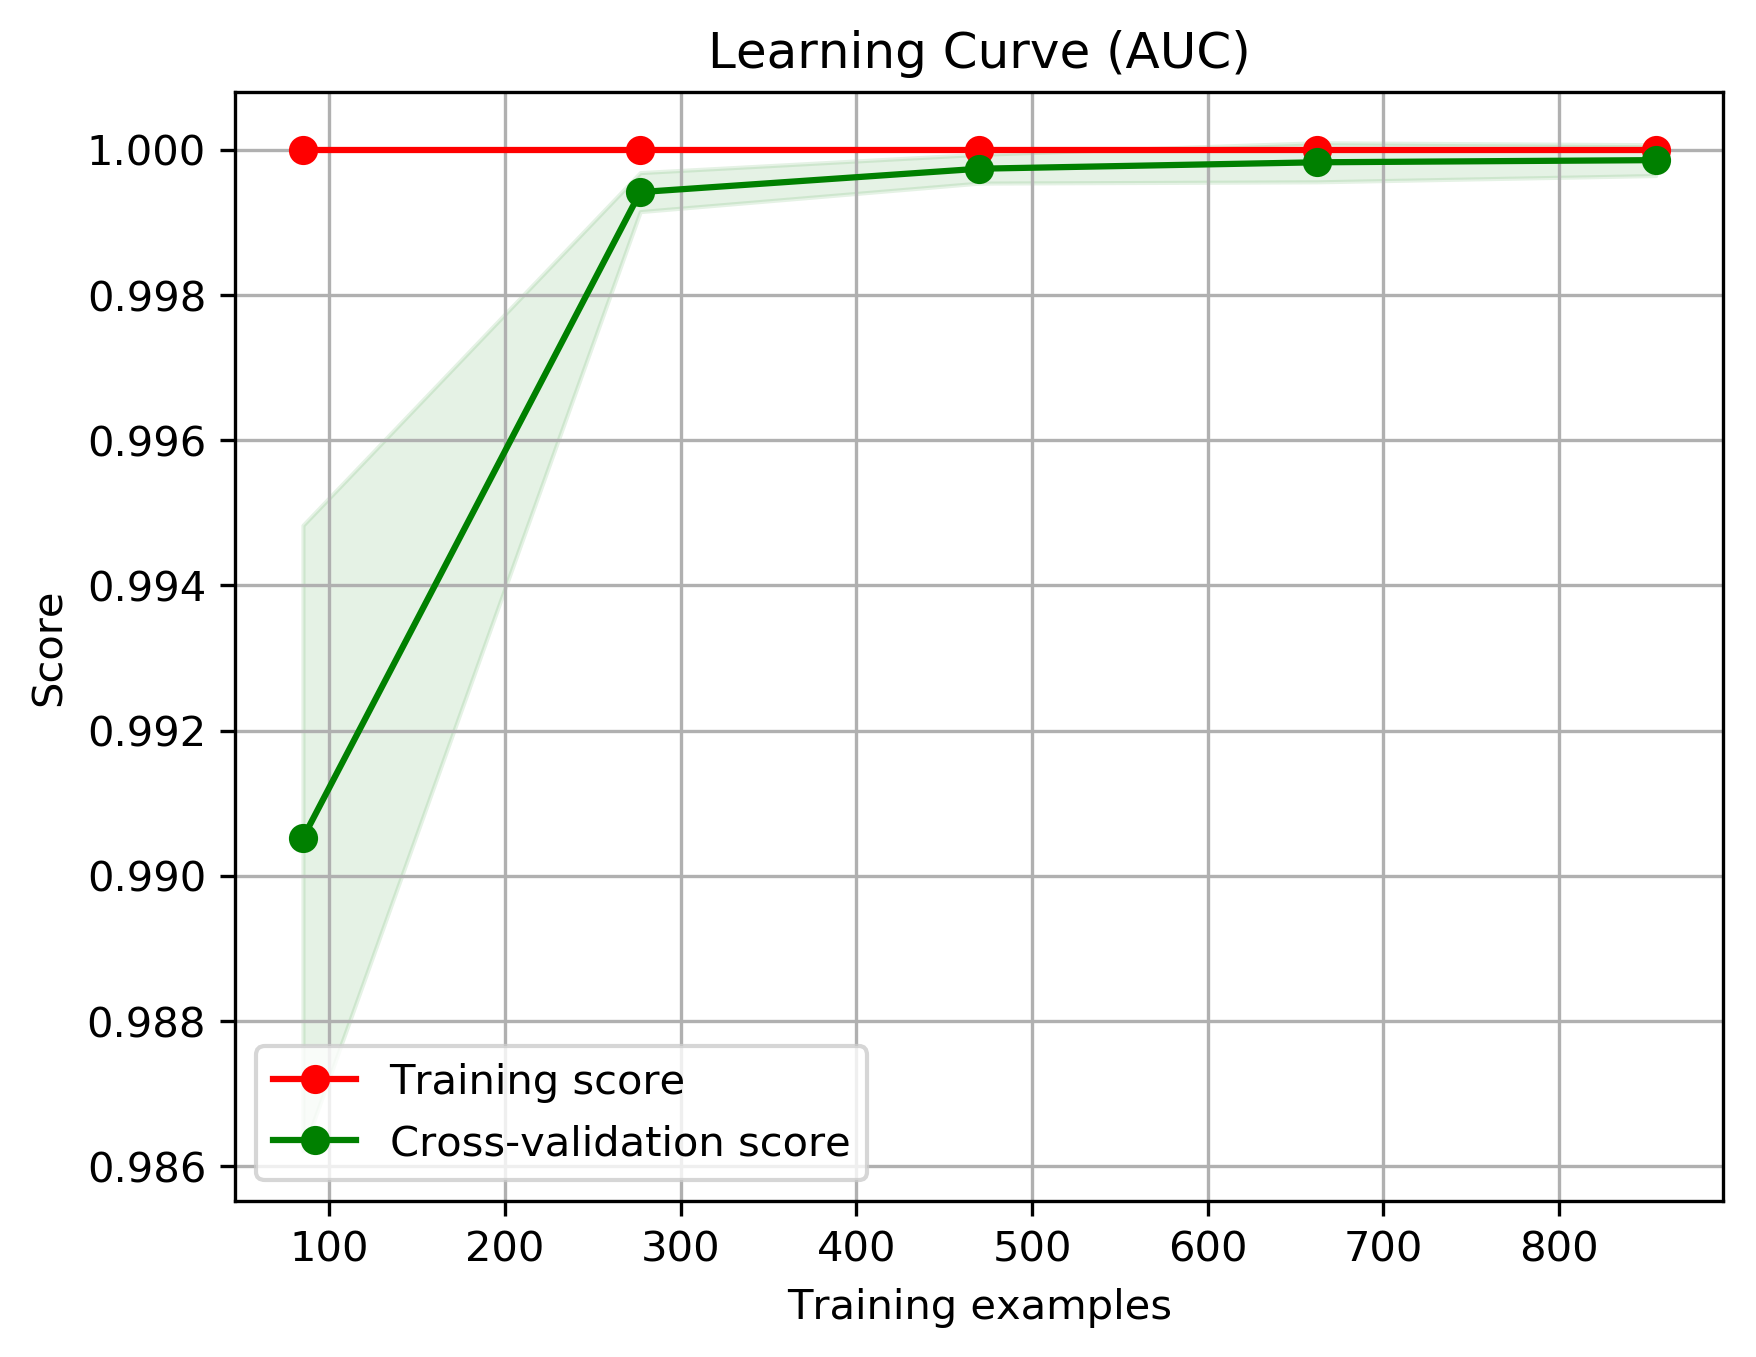 Learning Curve (AUC)
1.000
0.998
0.996
0.994
0.992
0.990
0.988
0.986
Score
Training score
Cross-validation score
100 200 300 400 500 600 700 800
Training examples